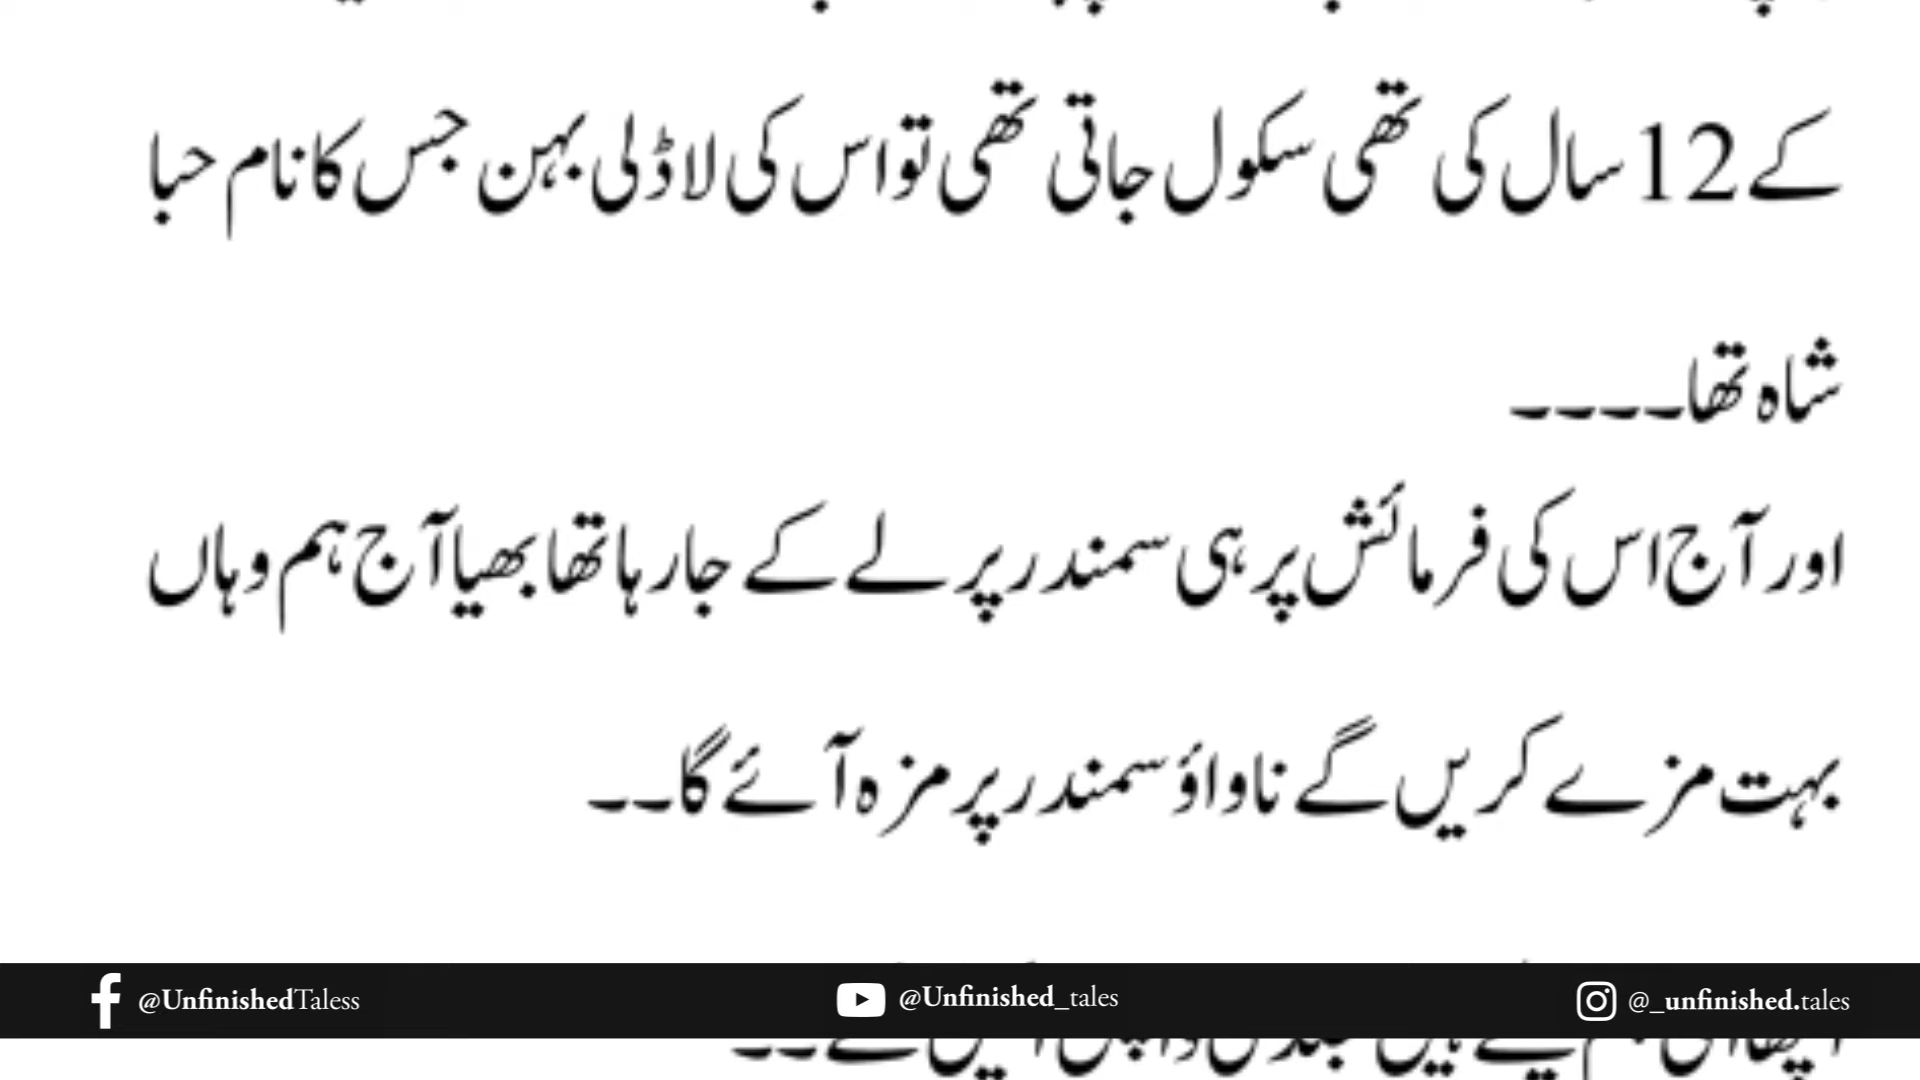 کے 12 سال کی تھی سکول جاتی تھی تو اس کی لاڈلی بہن جس کا نام حبا
شاہ تھا۔۔۔۔
اور آج اس کی فرمائش پر ہی سمندر پر لے کے جا رہا تھا بھیا آج ہم وہاں
بہت مزے کریں گے نا واؤ سمندر پر مزہ آئے گا۔۔
@UnfinishedTaless
@Unfinished_tales
@_unfinished.tales